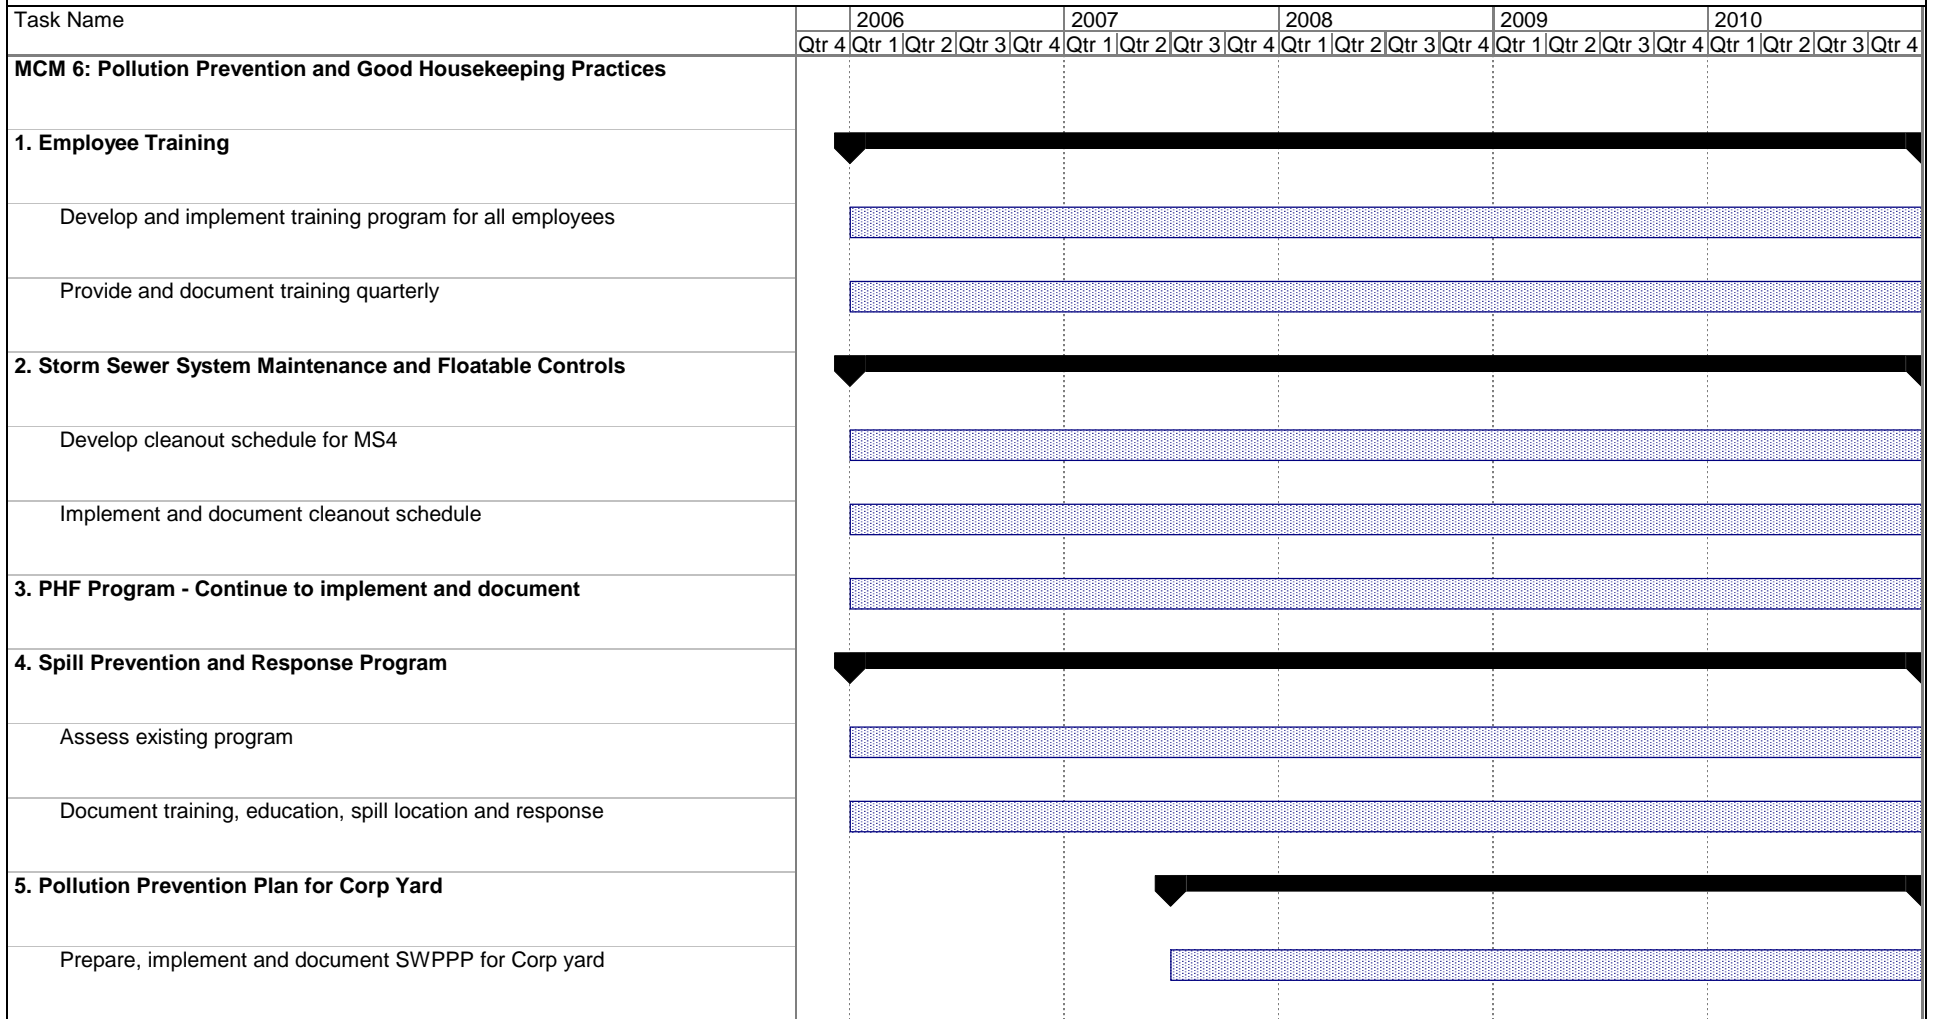 Task Name
2006 2007 2008 2009 2010
Qtr 4 Qtr 1 Qtr 2 Qtr 3 Qtr 4 Qtr 1 Qtr 2 Qtr 3 Qtr 4 Qtr 1 Qtr 2 Qtr 3 Qtr 4 Qtr 1 Qtr 2 Qtr 3 Qtr 4 Qtr 1 Qtr 2 Qtr 3 Qtr 4
MCM 6: Pollution Prevention and Good Housekeeping Practices
1. Employee Training
Develop and implement training program for all employees
Provide and document training quarterly
2. Storm Sewer System Maintenance and Floatable Controls
Develop cleanout schedule for MS4
Implement and document cleanout schedule
3. PHF Program - Continue to implement and document
4. Spill Prevention and Response Program
Assess existing program
Document training, education, spill location and response
5. Pollution Prevention Plan for Corp Yard
Prepare, implement and document SWPPP for Corp yard